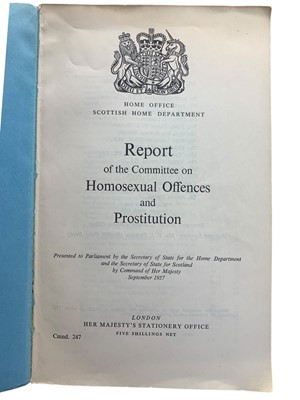 HOME OFFICE
SCOTTISH HOME DEPARTMENT
Report
of the Committee on
Homosexual Offences
and
Prostitution
Presented to Parliament by the Secretary of State for the Home Department
and the Secretary of State for Scotland
by Command of Her Majesty
September 1957
LONDON
HER MAJESTY'S STATIONERY OFFICE
FIVE SHILLINGS NET
Cmnd. 247